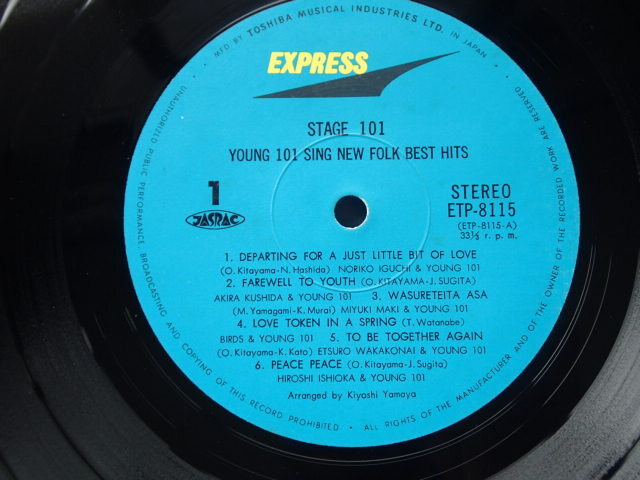 MFD BY TOSHIBA MUSICAL INDUSTRIES LTD. IN JAPAN
ALL RIGHTS OF THE MANUFACTURER AND OF THE OWNER OF THE RECORDED WORK ARE RESERVED
UNAUTHORIZED PUBLIC PERFORMANCE BROADCASTING AND COPYING OF THIS RECORD PROHIBITED
EXPRESS
STAGE 101
YOUNG 101 SING NEW FOLK BEST HITS
1
JASRAC
STEREO
ETP-8115
(ETP-8115-A)
33⅓ r. p. m.
1. DEPARTING FOR A JUST LITTLE BIT OF LOVE
(O. Kitayama-N. Hashida) NORIKO IGUCHI & YOUNG 101
2. FAREWELL TO YOUTH (O. KITAYAMA-J. SUGITA)
AKIRA KUSHIDA & YOUNG 101 3. WASURETEITA ASA
(M. Yamagami-K. Murai) MIYUKI MAKI & YOUNG 101
4. LOVE TOKEN IN A SPRING (T. Watanabe)
BIRDS & YOUNG 101 5. TO BE TOGETHER AGAIN
(O. Kitayama-K. Kato) ETSURO WAKAKONAI & YOUNG 101
6. PEACE PEACE (O. Kitayama-J. Sugita)
HIROSHI ISHIOKA & YOUNG 101
Arranged by Kiyoshi Yamaya